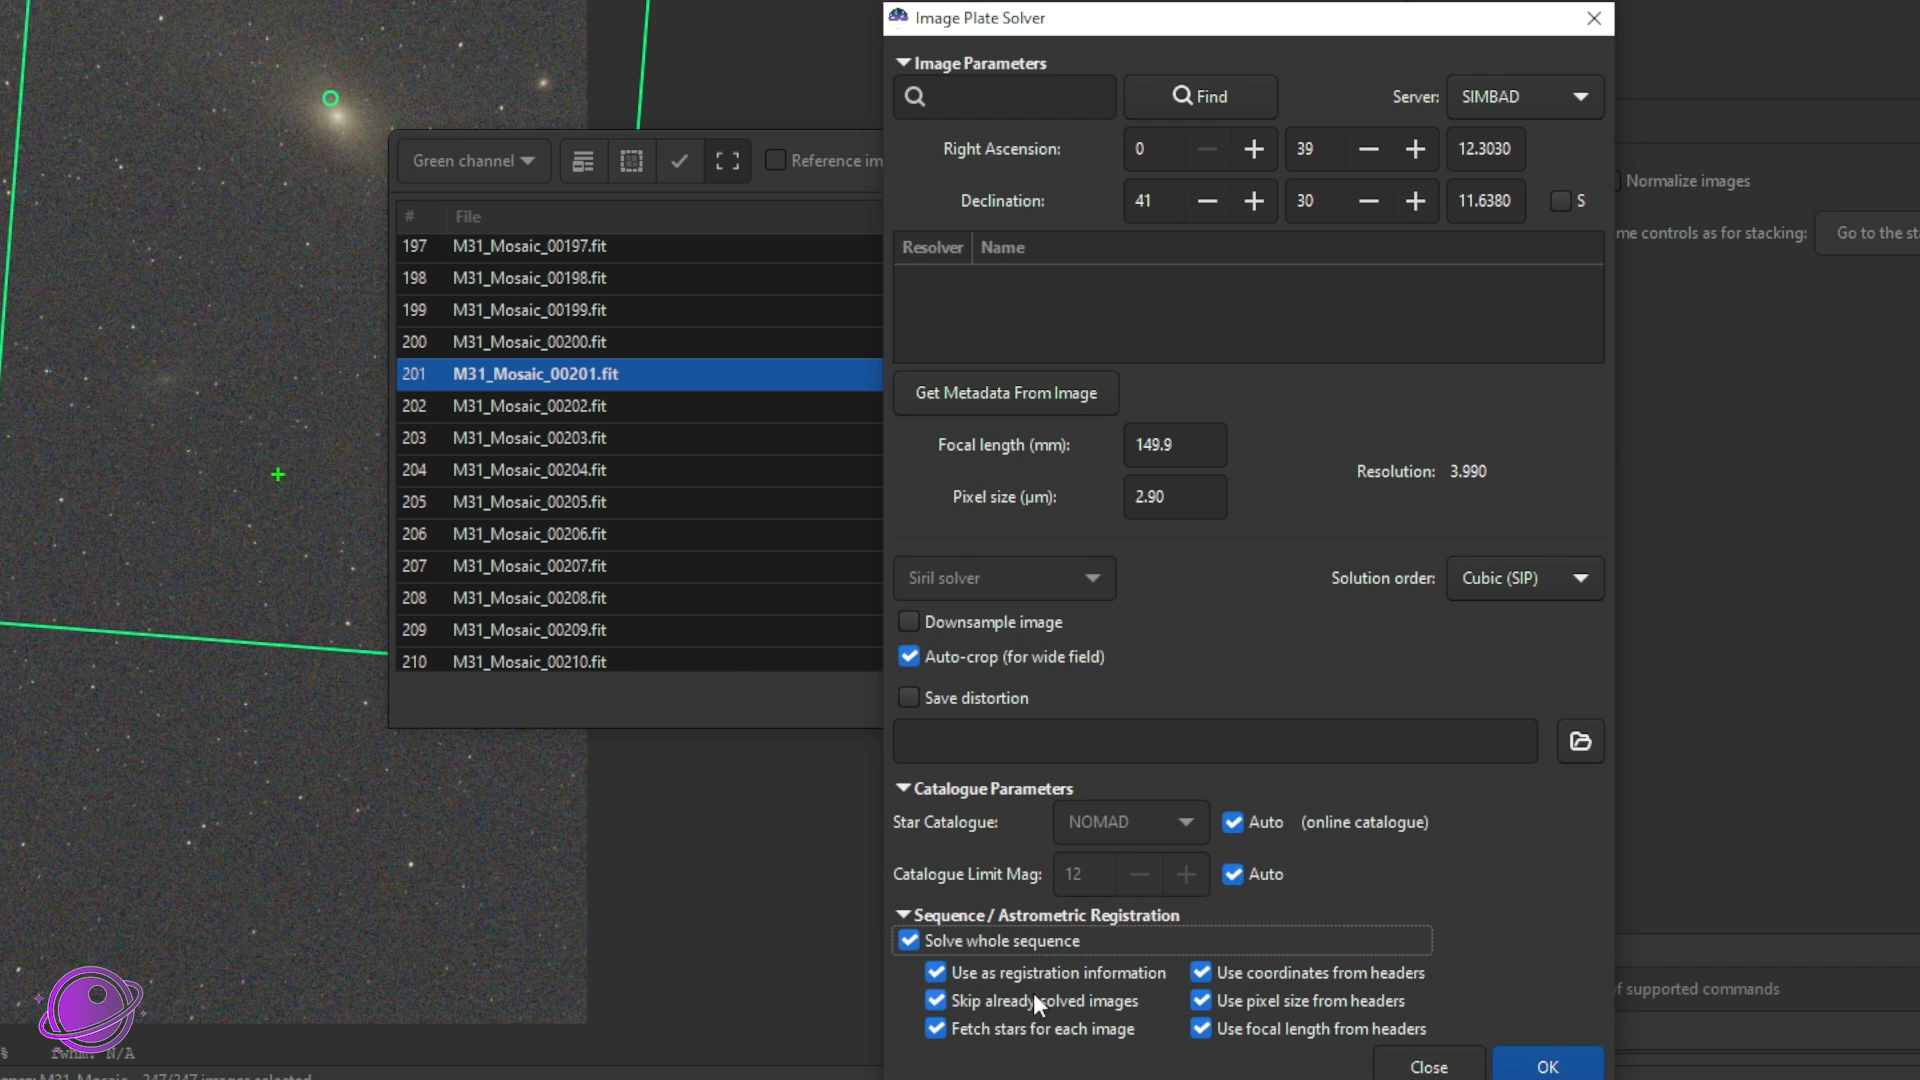 Image Plate Solver
Image Parameters
Find
Server: SIMBAD
Right Ascension: 0 39 12.3030
Declination: 41 30 11.6380 S
Resolver Name
Get Metadata From Image
Focal length (mm): 149.9
Resolution: 3.990
Pixel size (µm): 2.90
Siril solver
Solution order: Cubic (SIP)
Downsample image
Auto-crop (for wide field)
Save distortion
Catalogue Parameters
Star Catalogue: NOMAD Auto (online catalogue)
Catalogue Limit Mag: 12 Auto
Sequence / Astrometric Registration
Solve whole sequence
Use as registration information Use coordinates from headers
Skip already solved images Use pixel size from headers
Fetch stars for each image Use focal length from headers
Close OK
Green channel Reference im
# File
197 M31_Mosaic_00197.fit
198 M31_Mosaic_00198.fit
199 M31_Mosaic_00199.fit
200 M31_Mosaic_00200.fit
201 M31_Mosaic_00201.fit
202 M31_Mosaic_00202.fit
203 M31_Mosaic_00203.fit
204 M31_Mosaic_00204.fit
205 M31_Mosaic_00205.fit
206 M31_Mosaic_00206.fit
207 M31_Mosaic_00207.fit
208 M31_Mosaic_00208.fit
209 M31_Mosaic_00209.fit
210 M31_Mosaic_00210.fit
Normalize images
me controls as for stacking: Go to the st
f supported commands
% fwhm: N/A
M31_Mosaic - 247/247 images selected